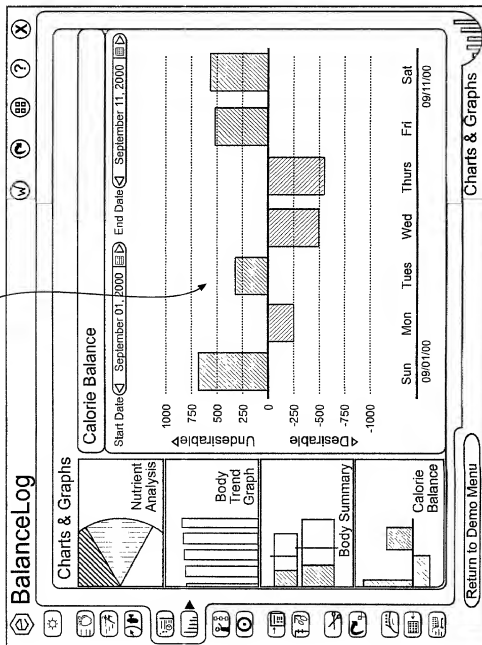 BalanceLog
W
?
X
Charts & Graphs
Nutrient
Analysis
Body
Trend
Graph
Body Summary
Calorie
Balance
Calorie Balance
Start Date September 01, 2000
End Date September 11, 2000
Undesirable
Desirable
1000
750
500
250
0
-250
-500
-750
-1000
Sun Mon Tues Wed Thurs Fri Sat
09/01/00 09/11/00
Return to Demo Menu
Charts & Graphs